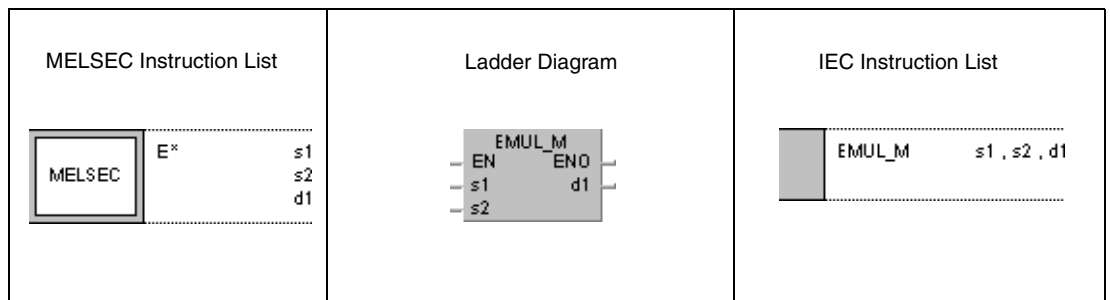 MELSEC Instruction List
Ladder Diagram
IEC Instruction List
MELSEC
E* s1
s2
d1
EMUL_M
EN ENO
s1 d1
s2
EMUL_M s1 , s2 , d1